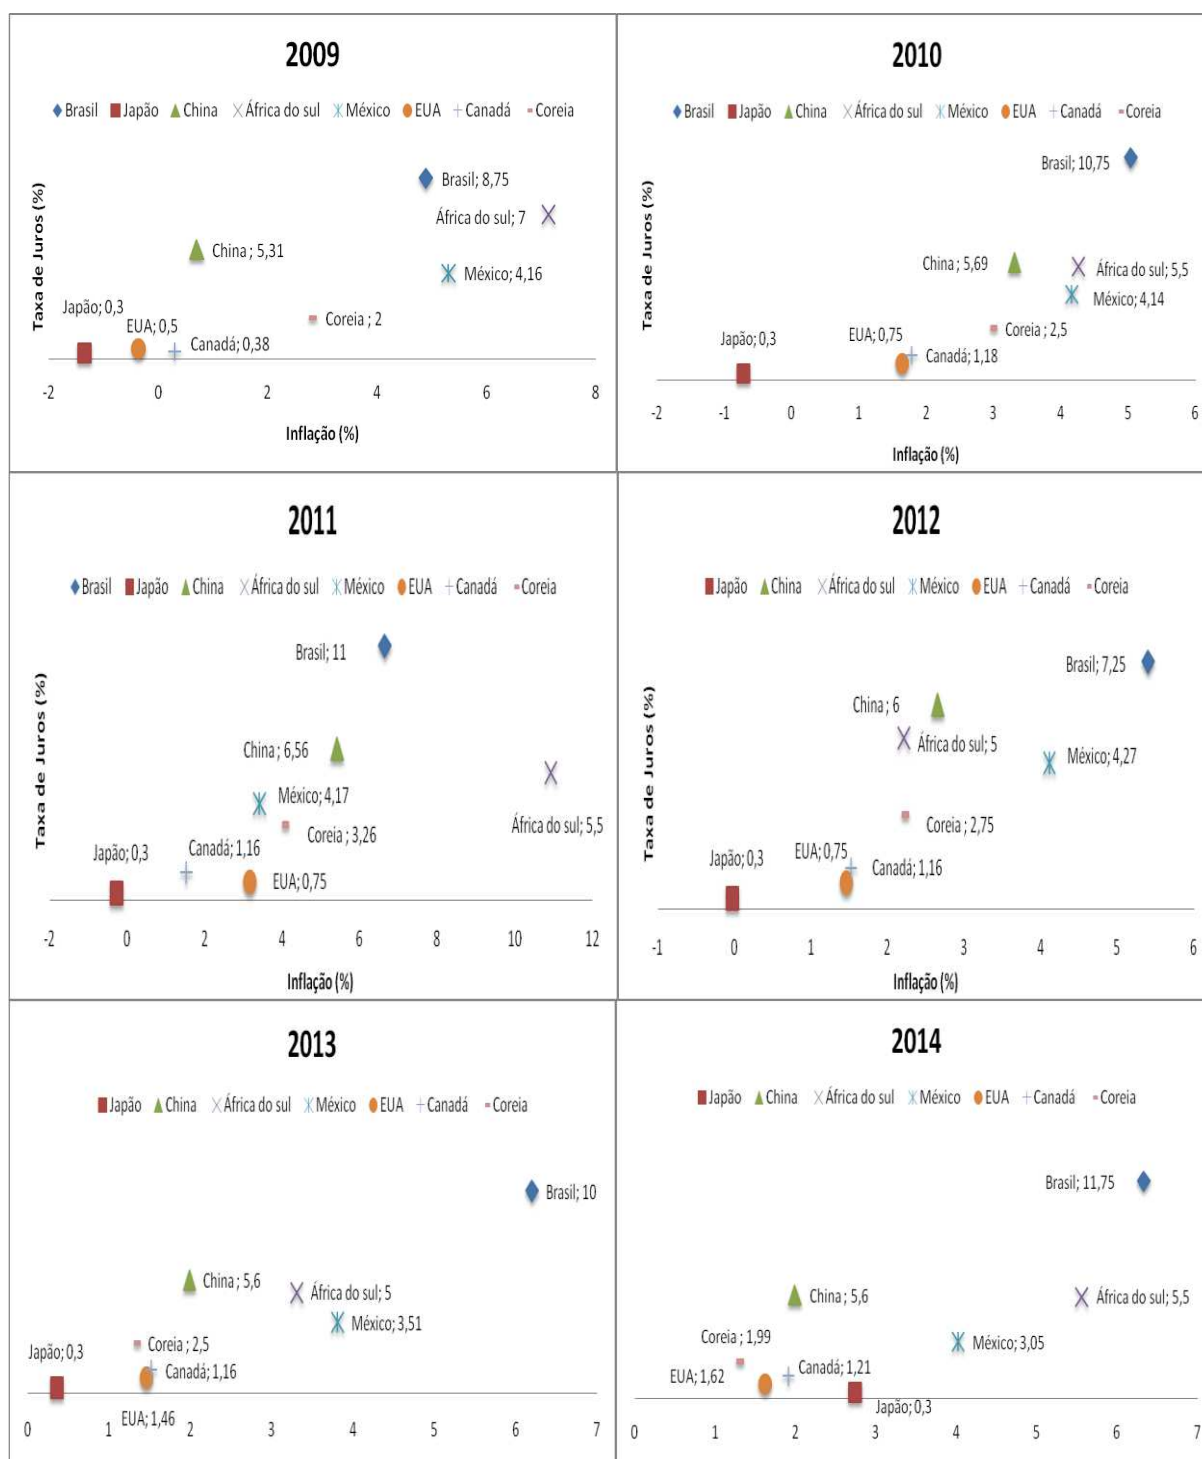 2009
Brasil Japão China África do sul México EUA Canadá Coreia
Taxa de Juros (%)
Brasil; 8,75
África do sul; 7
China ; 5,31
México; 4,16
Japão; 0,3
EUA; 0,5
Coreia ; 2
Canadá; 0,38
-2 0 2 4 6 8
Inflação (%)
2010
Brasil Japão China África do sul México EUA Canadá Coreia
Taxa de Juros (%)
Brasil; 10,75
China ; 5,69
África do sul; 5,5
México; 4,14
Japão; 0,3
EUA; 0,75
Coreia ; 2,5
Canadá; 1,18
-2 -1 0 1 2 3 4 5 6
Inflação (%)
2011
Brasil Japão China África do sul México EUA Canadá Coreia
Taxa de Juros (%)
Brasil; 11
China ; 6,56
México; 4,17
África do sul; 5,5
Coreia ; 3,26
Japão; 0,3
Canadá; 1,16
EUA; 0,75
-2 0 2 4 6 8 10 12
Inflação (%)
2012
Japão China África do sul México EUA Canadá Coreia
Taxa de Juros (%)
Brasil; 7,25
China ; 6
África do sul; 5
México; 4,27
Coreia ; 2,75
Japão; 0,3
EUA; 0,75
Canadá; 1,16
-1 0 1 2 3 4 5 6
Inflação (%)
2013
Japão China África do sul México EUA Canadá Coreia
Brasil; 10
China ; 5,6
África do sul; 5
México; 3,51
Japão; 0,3
Coreia ; 2,5
Canadá; 1,16
EUA; 1,46
0 1 2 3 4 5 6 7
2014
Japão China África do sul México EUA Canadá Coreia
Brasil; 11,75
China ; 5,6
África do sul; 5,5
Coreia ; 1,99
México; 3,05
EUA; 1,62
Canadá; 1,21
Japão; 0,3
0 1 2 3 4 5 6 7